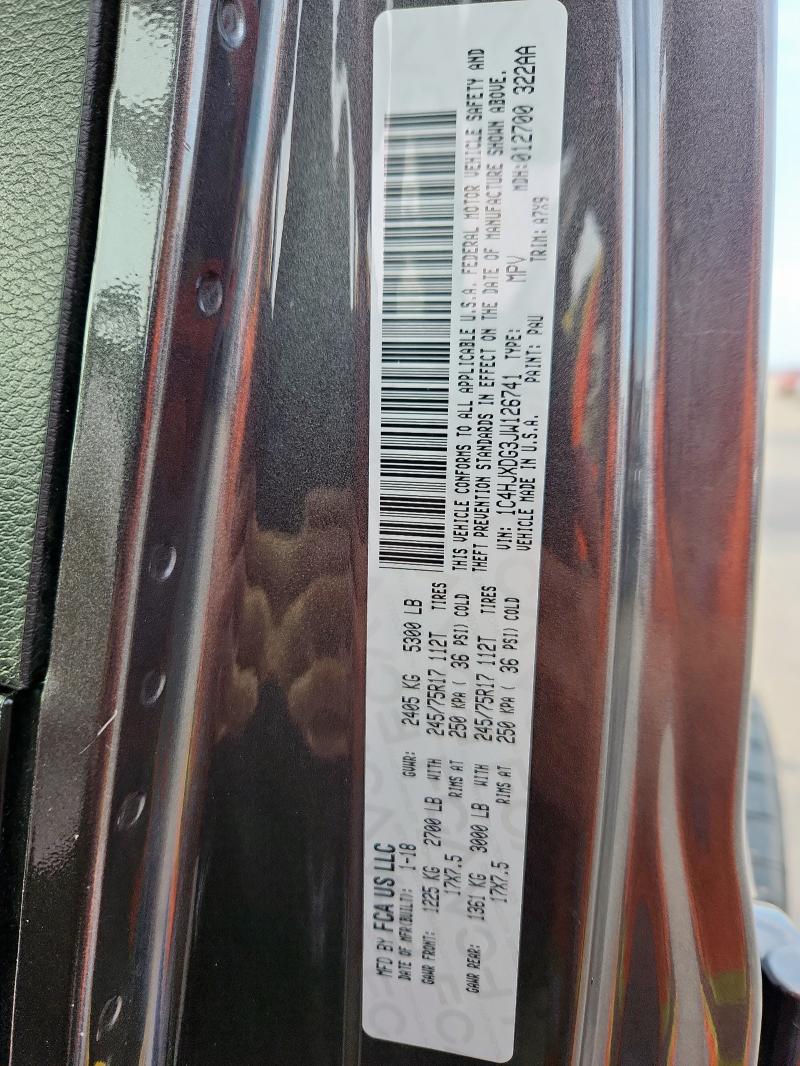 MFD BY FCA US LLC
DATE OF MFR(BUILT): 1-18 GVWR: 2405 KG 5300 LB
GAWR FRONT: 1225 KG 2700 LB WITH 245/75R17 112T TIRES
17X7.5 RIMS AT 250 KPA ( 36 PSI) COLD
GAWR REAR: 1361 KG 3000 LB WITH 245/75R17 112T TIRES
17X7.5 RIMS AT 250 KPA ( 36 PSI) COLD
THIS VEHICLE CONFORMS TO ALL APPLICABLE U.S.A. FEDERAL MOTOR VEHICLE SAFETY AND
THEFT PREVENTION STANDARDS IN EFFECT ON THE DATE OF MANUFACTURE SHOWN ABOVE.
VIN: 1C4HJXDG3JW126741 TYPE: MPV MDH:012700 322AA
VEHICLE MADE IN U.S.A. PAINT: PAU TRIM: A7X9